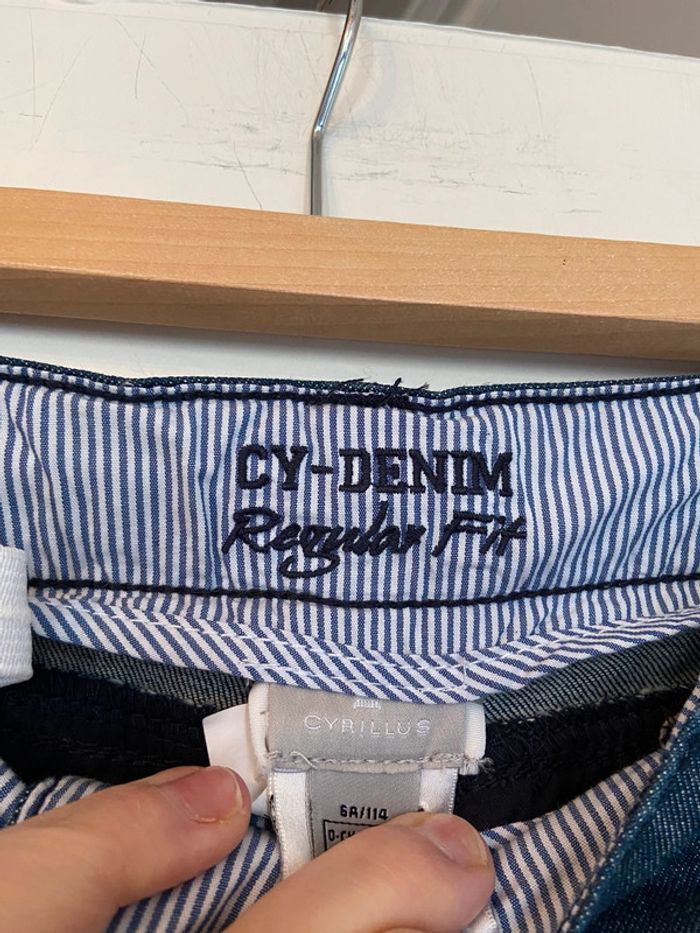 CY-DENIM
Regular Fit
CYRILLUS
6A/114